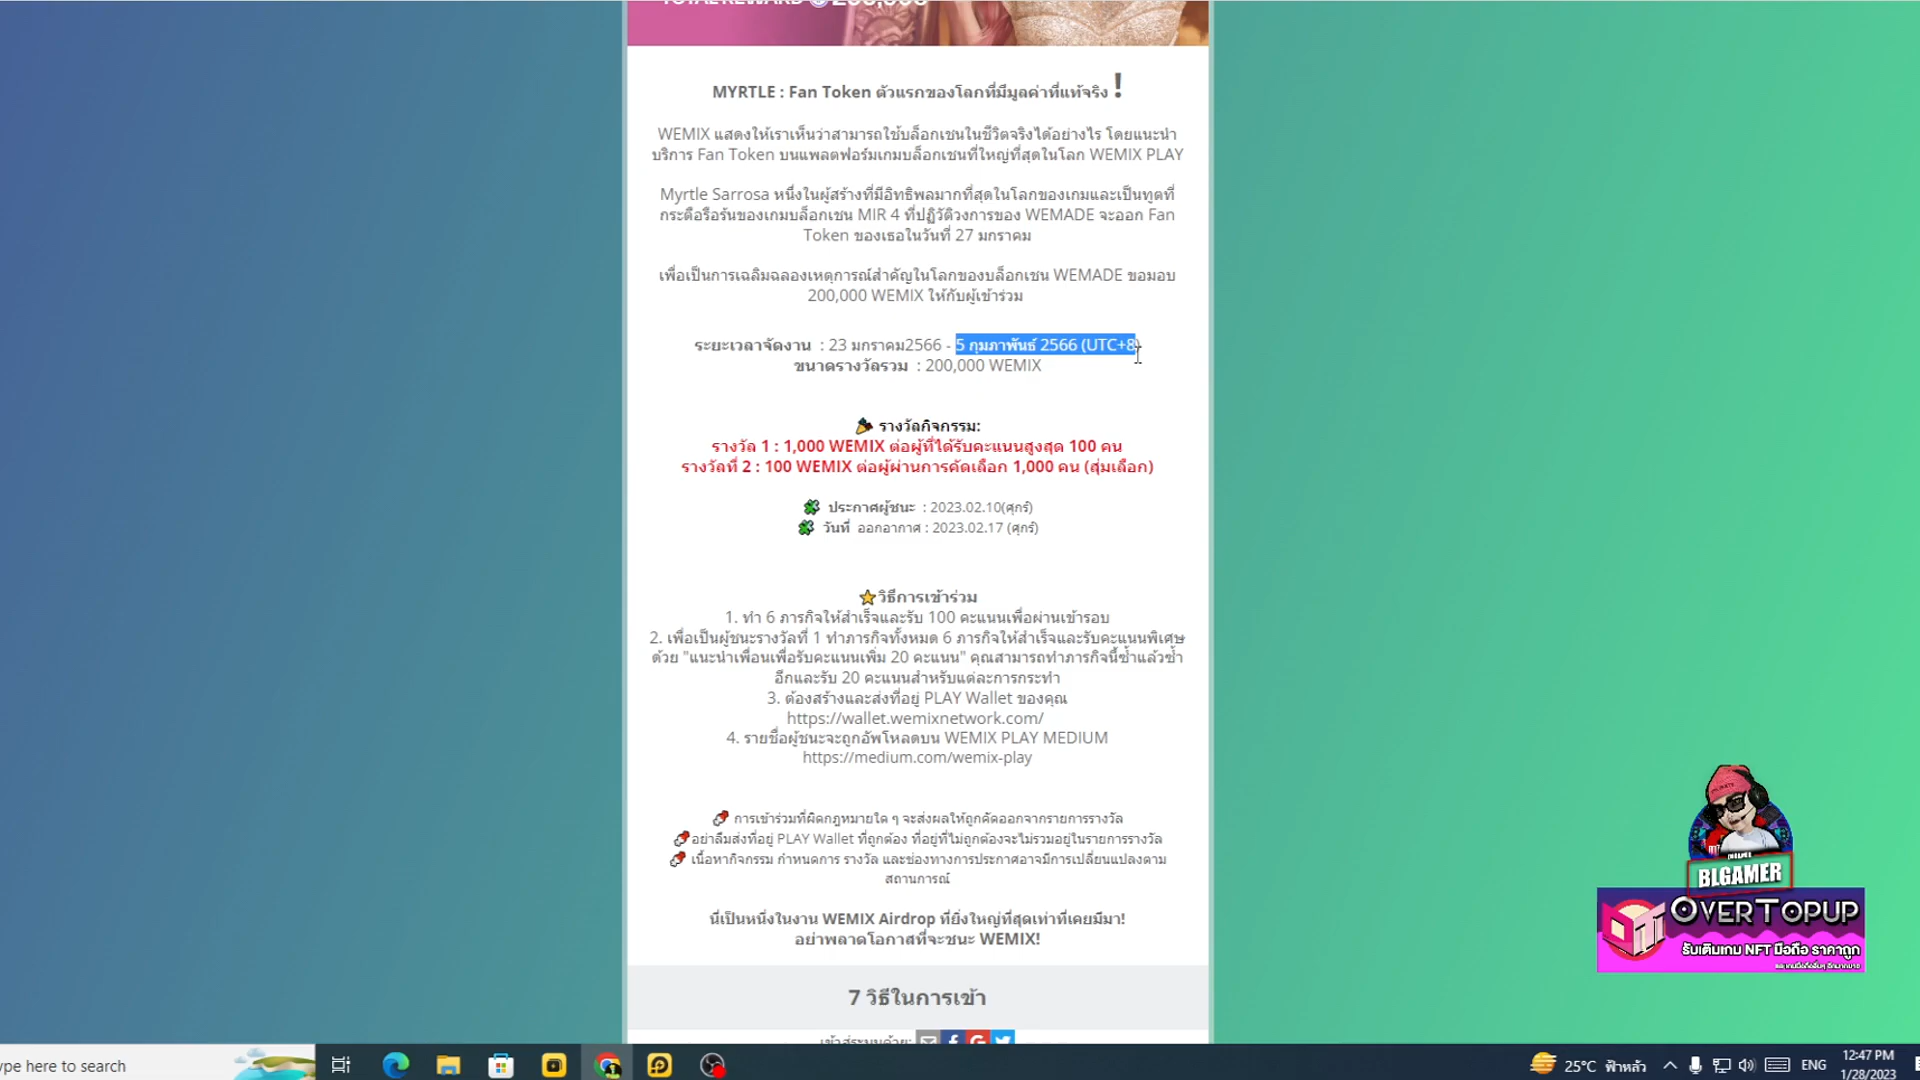 TOTAL REWARD 200,000
MYRTLE : Fan Token ตัวแรกของโลกที่มีมูลค่าที่แท้จริง !
WEMIX แสดงให้เราเห็นว่าสามารถใช้บล็อกเชนในชีวิตจริงได้อย่างไร โดยแนะนำ
บริการ Fan Token บนแพลตฟอร์มเกมบล็อกเชนที่ใหญ่ที่สุดในโลก WEMIX PLAY
Myrtle Sarrosa หนึ่งในผู้สร้างที่มีอิทธิพลมากที่สุดในโลกของเกมและเป็นทูตที่
กระตือรือร้นของเกมบล็อกเชน MIR 4 ที่ปฏิวัติวงการของ WEMADE จะออก Fan
Token ของเธอในวันที่ 27 มกราคม
เพื่อเป็นการเฉลิมฉลองเหตุการณ์สำคัญในโลกของบล็อกเชน WEMADE ขอมอบ
200,000 WEMIX ให้กับผู้เข้าร่วม
ระยะเวลาจัดงาน : 23 มกราคม2566 - 5 กุมภาพันธ์ 2566 (UTC+8)
ขนาดรางวัลรวม : 200,000 WEMIX
รางวัลกิจกรรม:
รางวัล 1 : 1,000 WEMIX ต่อผู้ที่ได้รับคะแนนสูงสุด 100 คน
รางวัลที่ 2 : 100 WEMIX ต่อผู้ผ่านการคัดเลือก 1,000 คน (สุ่มเลือก)
ประกาศผู้ชนะ : 2023.02.10(ศุกร์)
วันที่ ออกอากาศ : 2023.02.17 (ศุกร์)
วิธีการเข้าร่วม
1. ทำ 6 ภารกิจให้สำเร็จและรับ 100 คะแนนเพื่อผ่านเข้ารอบ
2. เพื่อเป็นผู้ชนะรางวัลที่ 1 ทำภารกิจทั้งหมด 6 ภารกิจให้สำเร็จและรับคะแนนพิเศษ
ด้วย "แนะนำเพื่อนเพื่อรับคะแนนเพิ่ม 20 คะแนน" คุณสามารถทำภารกิจนี้ซ้ำแล้วซ้ำ
อีกและรับ 20 คะแนนสำหรับแต่ละการกระทำ
3. ต้องสร้างและส่งที่อยู่ PLAY Wallet ของคุณ
https://wallet.wemixnetwork.com/
4. รายชื่อผู้ชนะจะถูกอัพโหลดบน WEMIX PLAY MEDIUM
https://medium.com/wemix-play
การเข้าร่วมที่ผิดกฎหมายใด ๆ จะส่งผลให้ถูกคัดออกจากรายการรางวัล
อย่าลืมส่งที่อยู่ PLAY Wallet ที่ถูกต้อง ที่อยู่ที่ไม่ถูกต้องจะไม่รวมอยู่ในรายการรางวัล
เนื้อหากิจกรรม กำหนดการ รางวัล และช่องทางการประกาศอาจมีการเปลี่ยนแปลงตาม
สถานการณ์
นี่เป็นหนึ่งในงาน WEMIX Airdrop ที่ยิ่งใหญ่ที่สุดเท่าที่เคยมีมา!
อย่าพลาดโอกาสที่จะชนะ WEMIX!
7 วิธีในการเข้า
เข้าสู่ระบบด้วย:
BLGAMER
OVERTOPUP
รับเติมเกม NFT มือถือ ราคาถูก
ype here to search
25°C ฟ้าหลัว
ENG
12:47 PM
1/28/2023